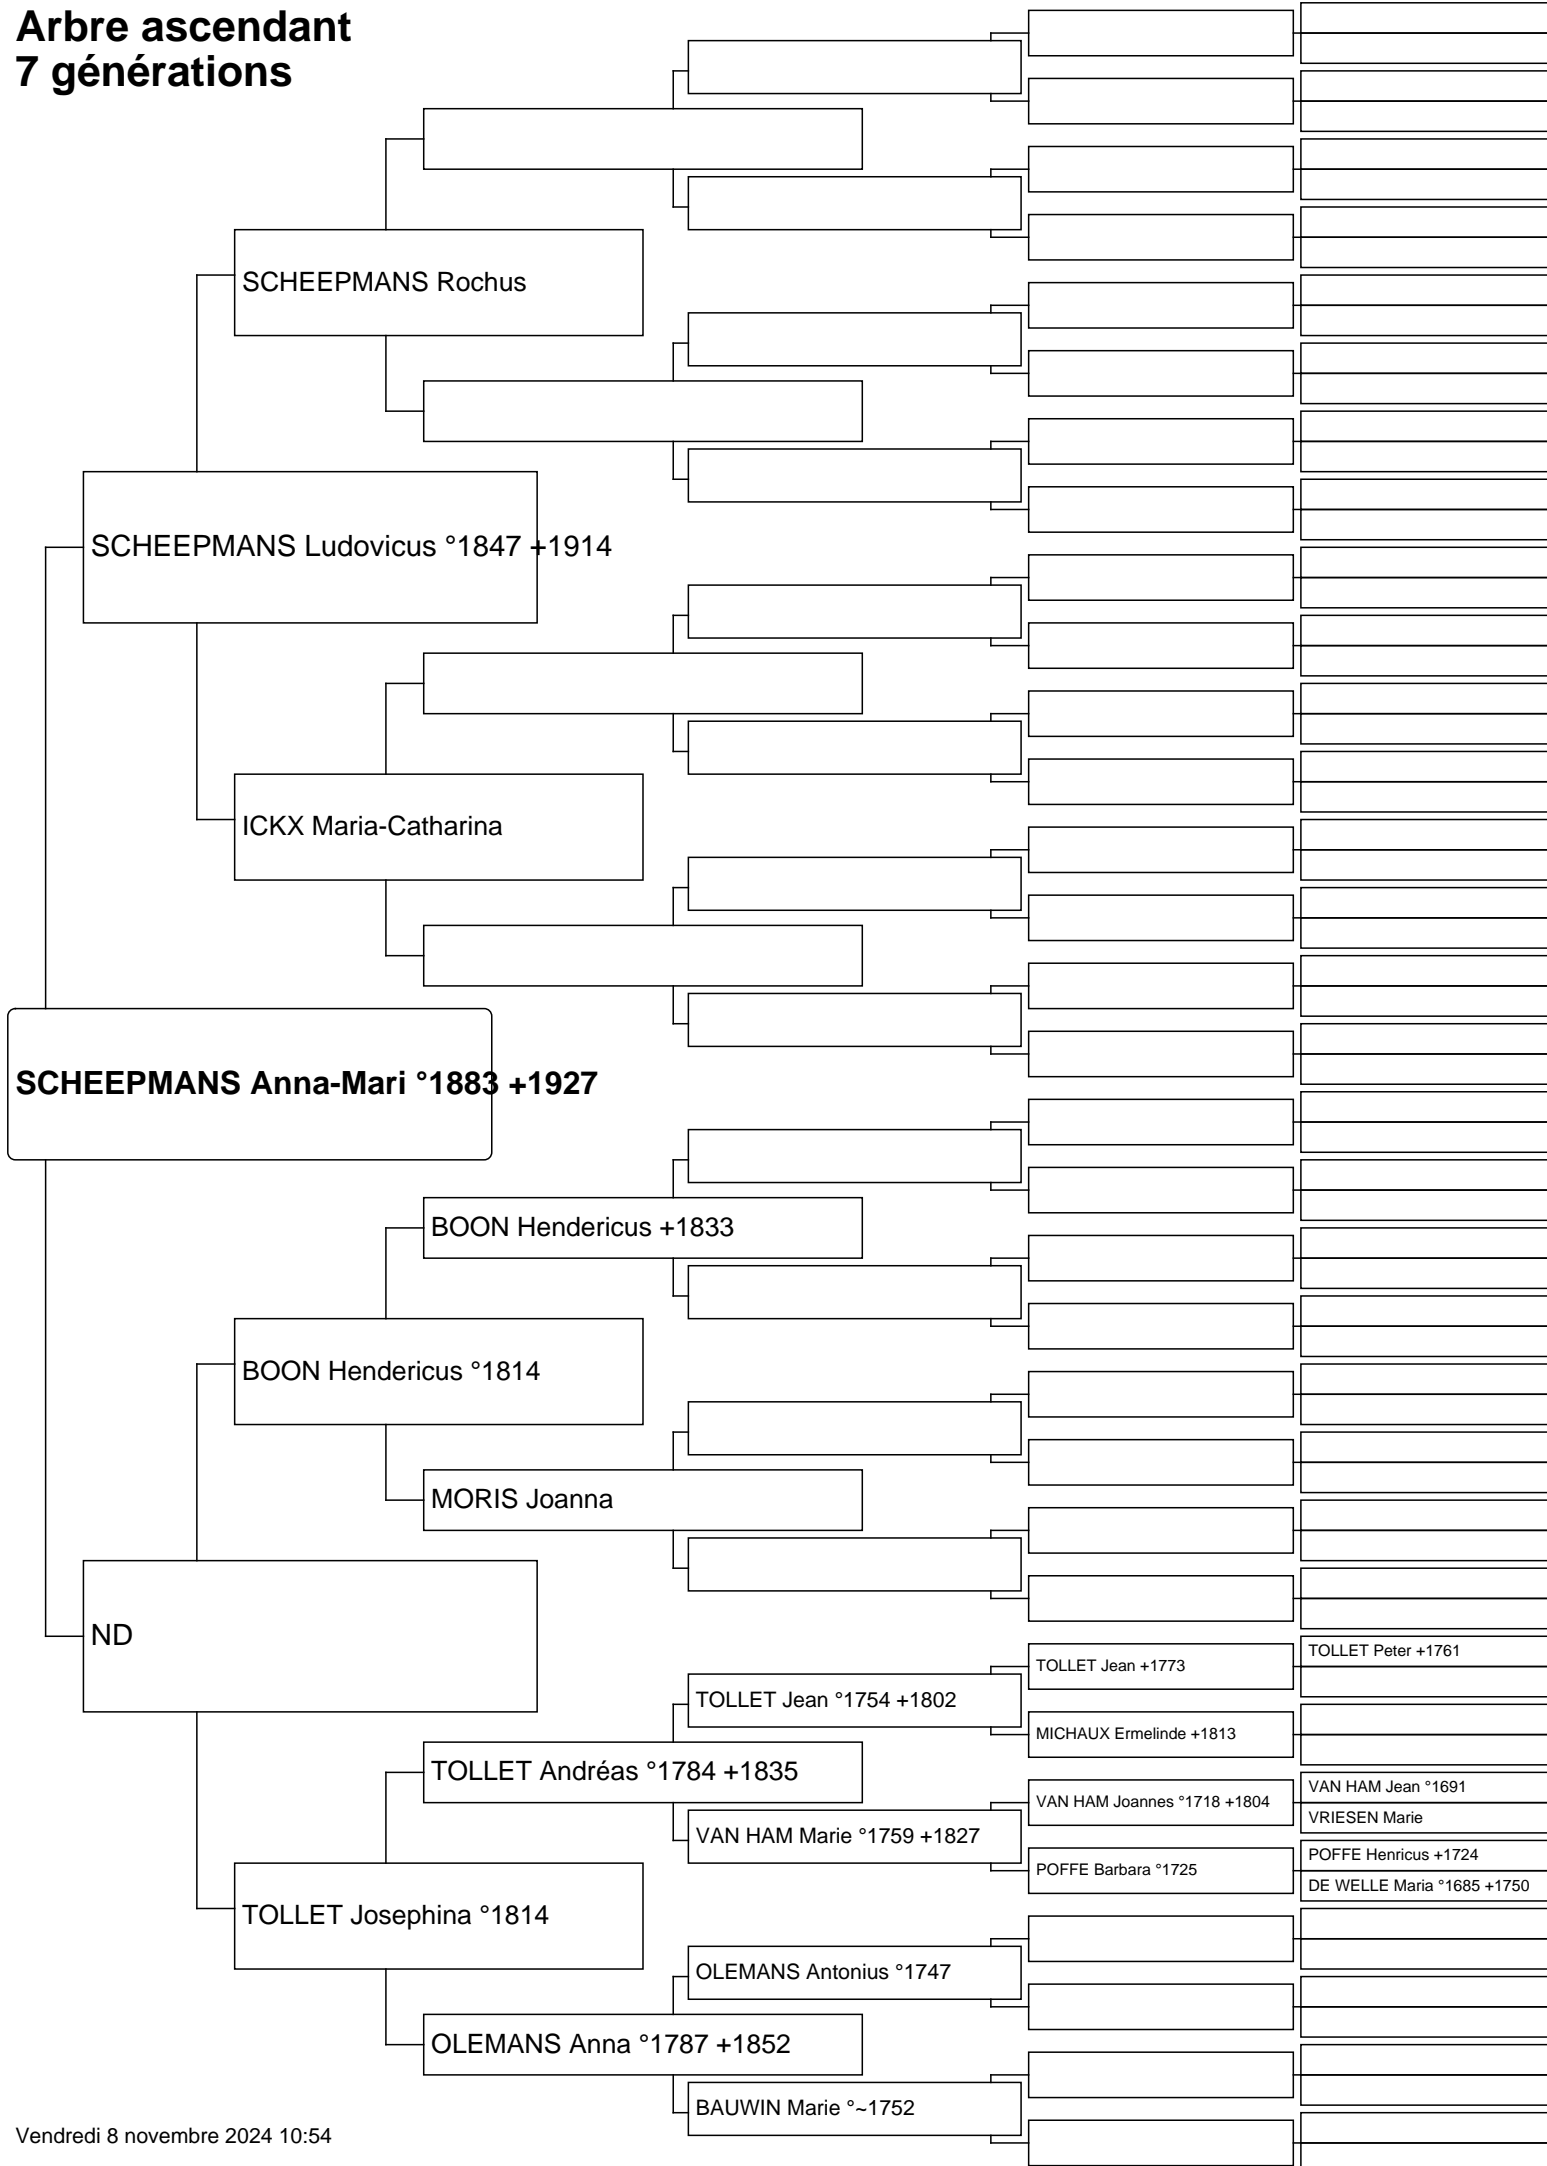 Arbre ascendant
7 générations
SCHEEPMANS Rochus
SCHEEPMANS Ludovicus °1847 +1914
ICKX Maria-Catharina
SCHEEPMANS Anna-Mari °1883 +1927
BOON Hendericus +1833
BOON Hendericus °1814
MORIS Joanna
ND
TOLLET Peter +1761
TOLLET Jean +1773
TOLLET Jean °1754 +1802
MICHAUX Ermelinde +1813
TOLLET Andréas °1784 +1835
VAN HAM Jean °1691
VAN HAM Joannes °1718 +1804
VRIESEN Marie
VAN HAM Marie °1759 +1827
POFFE Henricus +1724
POFFE Barbara °1725
DE WELLE Maria °1685 +1750
TOLLET Josephina °1814
OLEMANS Antonius °1747
OLEMANS Anna °1787 +1852
BAUWIN Marie °~1752
Vendredi 8 novembre 2024 10:54